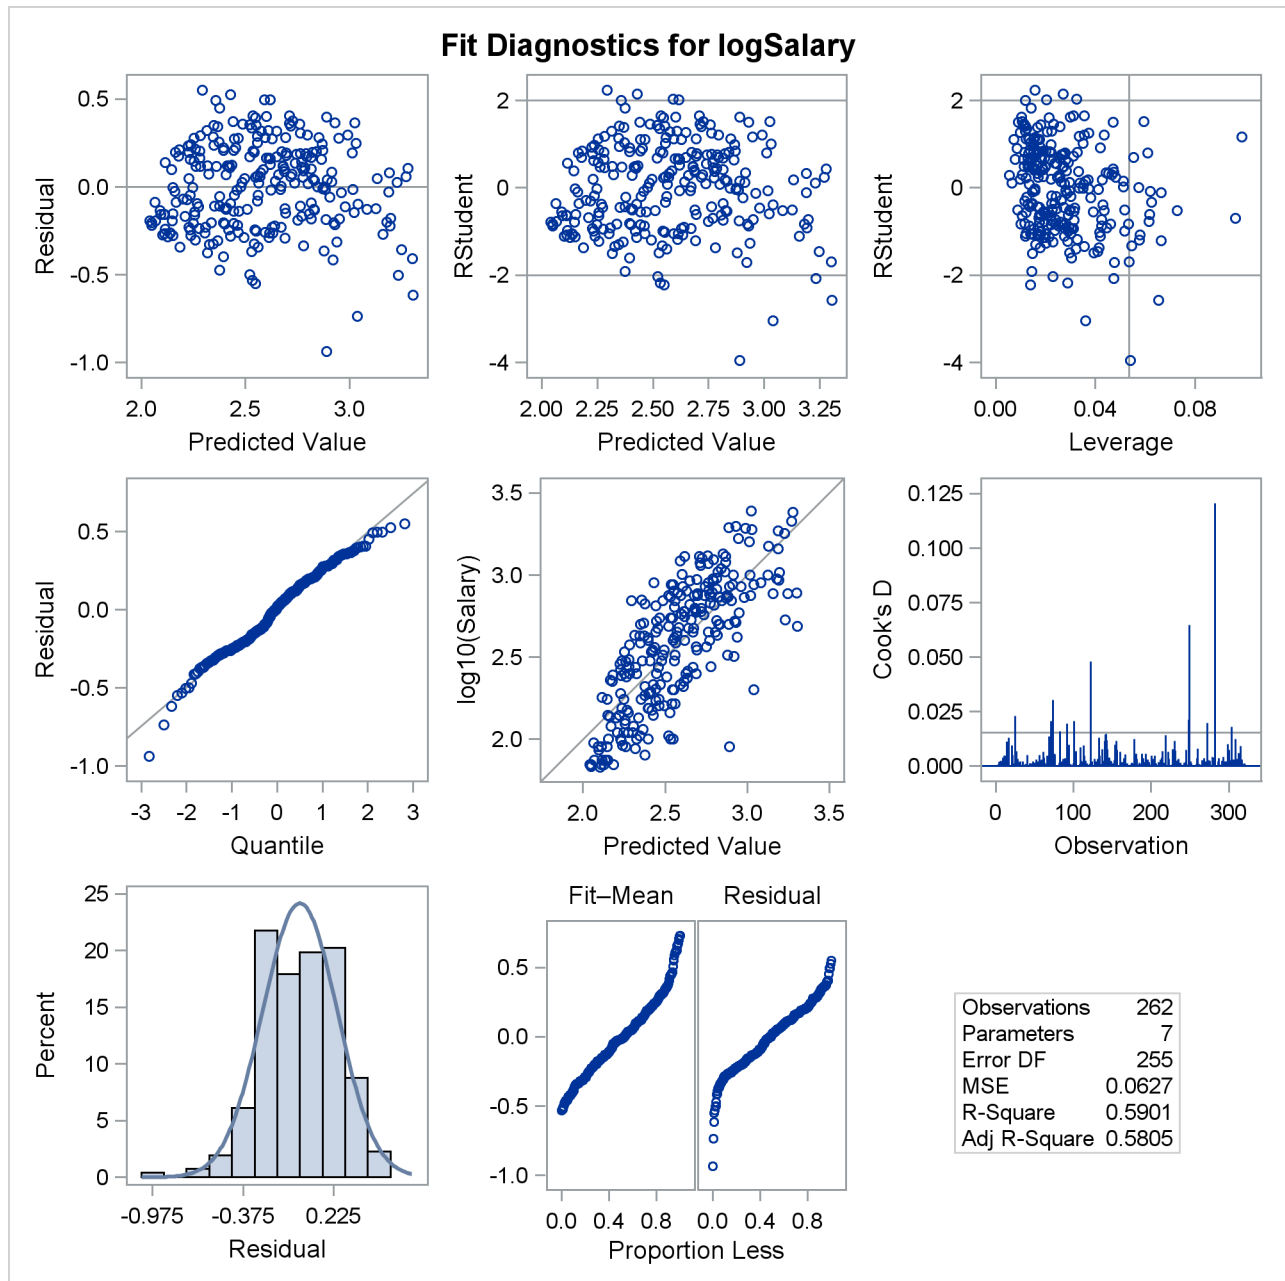 Fit Diagnostics for logSalary
0.5
0.0
-0.5
-1.0
Residual
2.0 2.5 3.0
Predicted Value
2
0
-2
-4
RStudent
2.00 2.25 2.50 2.75 3.00 3.25
Predicted Value
2
0
-2
-4
RStudent
0.00 0.04 0.08
Leverage
0.5
0.0
-0.5
-1.0
Residual
-3 -2 -1 0 1 2 3
Quantile
3.5
3.0
2.5
2.0
log10(Salary)
2.0 2.5 3.0 3.5
Predicted Value
0.125
0.100
0.075
0.050
0.025
0.000
Cook's D
0 100 200 300
Observation
25
20
15
10
5
0
Percent
-0.975 -0.375 0.225
Residual
Fit–Mean Residual
0.5
0.0
-0.5
-1.0
0.0 0.4 0.8 0.0 0.4 0.8
Proportion Less
Observations 262
Parameters 7
Error DF 255
MSE 0.0627
R-Square 0.5901
Adj R-Square 0.5805